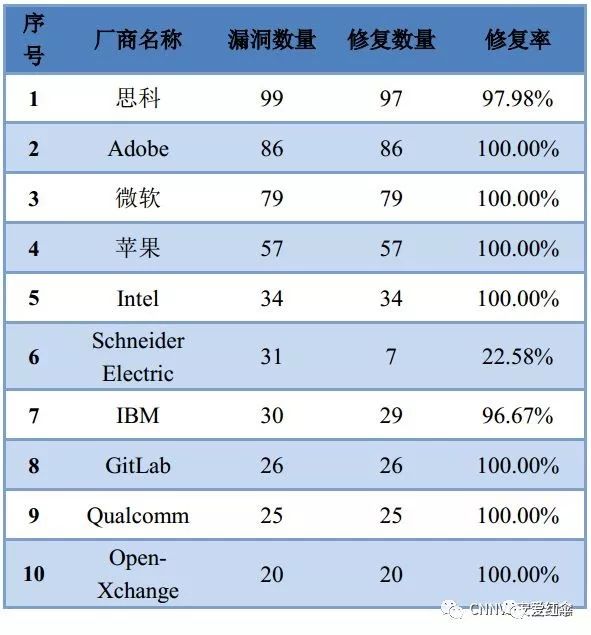 序号 厂商名称 漏洞数量 修复数量 修复率
1 思科 99 97 97.98%
2 Adobe 86 86 100.00%
3 微软 79 79 100.00%
4 苹果 57 57 100.00%
5 Intel 34 34 100.00%
6 Schneider Electric 31 7 22.58%
7 IBM 30 29 96.67%
8 GitLab 26 26 100.00%
9 Qualcomm 25 25 100.00%
10 Open-Xchange 20 20 100.00%